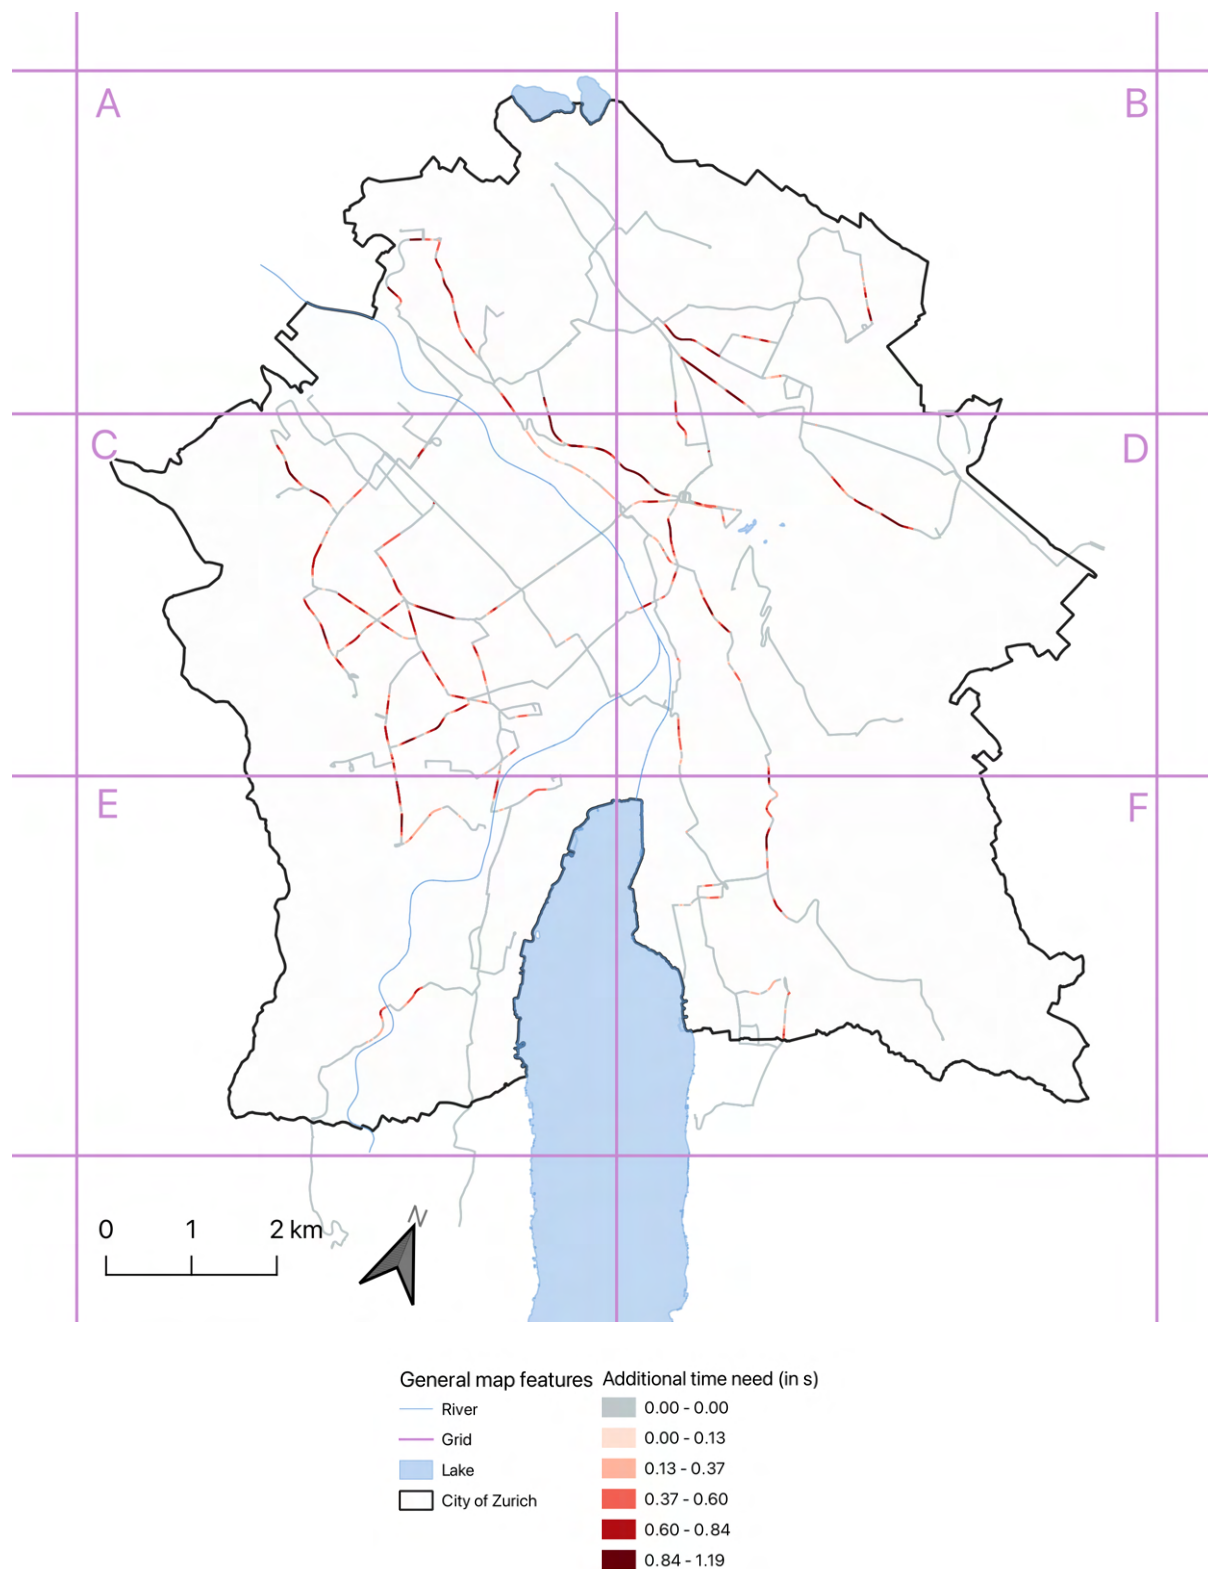 A
B
C
D
E
F
N
0 1 2 km
General map features
River
Grid
Lake
City of Zurich
Additional time need (in s)
0.00 - 0.00
0.00 - 0.13
0.13 - 0.37
0.37 - 0.60
0.60 - 0.84
0.84 - 1.19